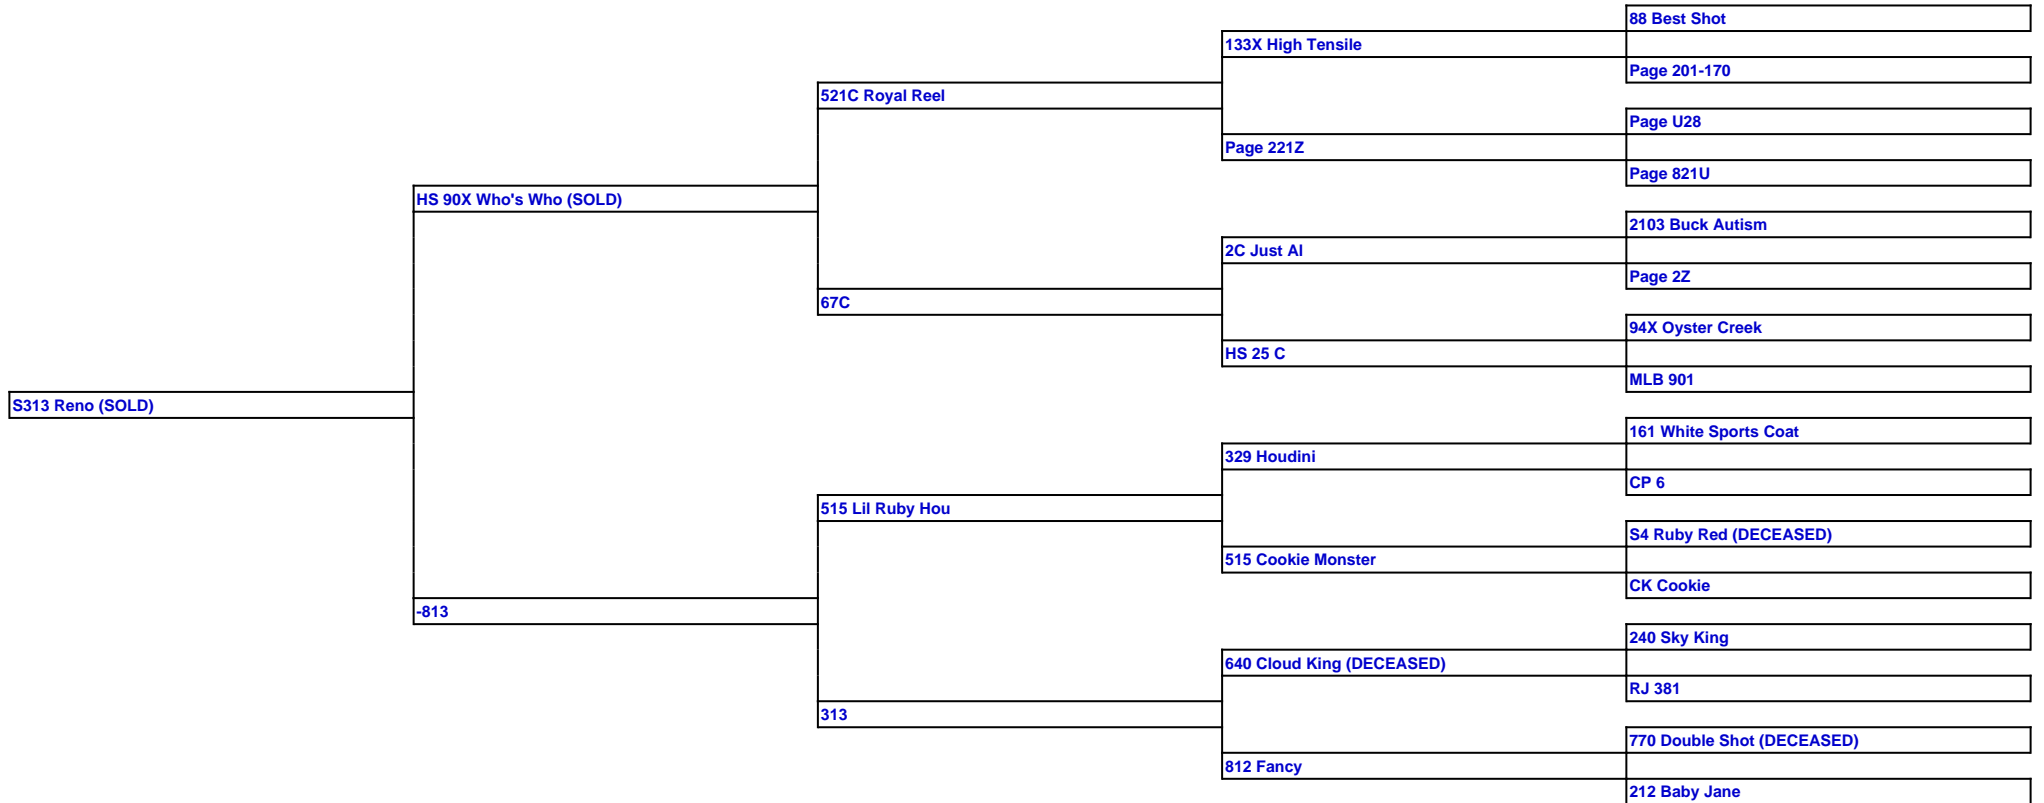 88 Best Shot
133X High Tensile
Page 201-170
521C Royal Reel
Page U28
Page 221Z
Page 821U
HS 90X Who's Who (SOLD)
2103 Buck Autism
2C Just AI
Page 2Z
67C
94X Oyster Creek
HS 25 C
MLB 901
S313 Reno (SOLD)
161 White Sports Coat
329 Houdini
CP 6
515 Lil Ruby Hou
S4 Ruby Red (DECEASED)
515 Cookie Monster
CK Cookie
-813
240 Sky King
640 Cloud King (DECEASED)
RJ 381
313
770 Double Shot (DECEASED)
812 Fancy
212 Baby Jane